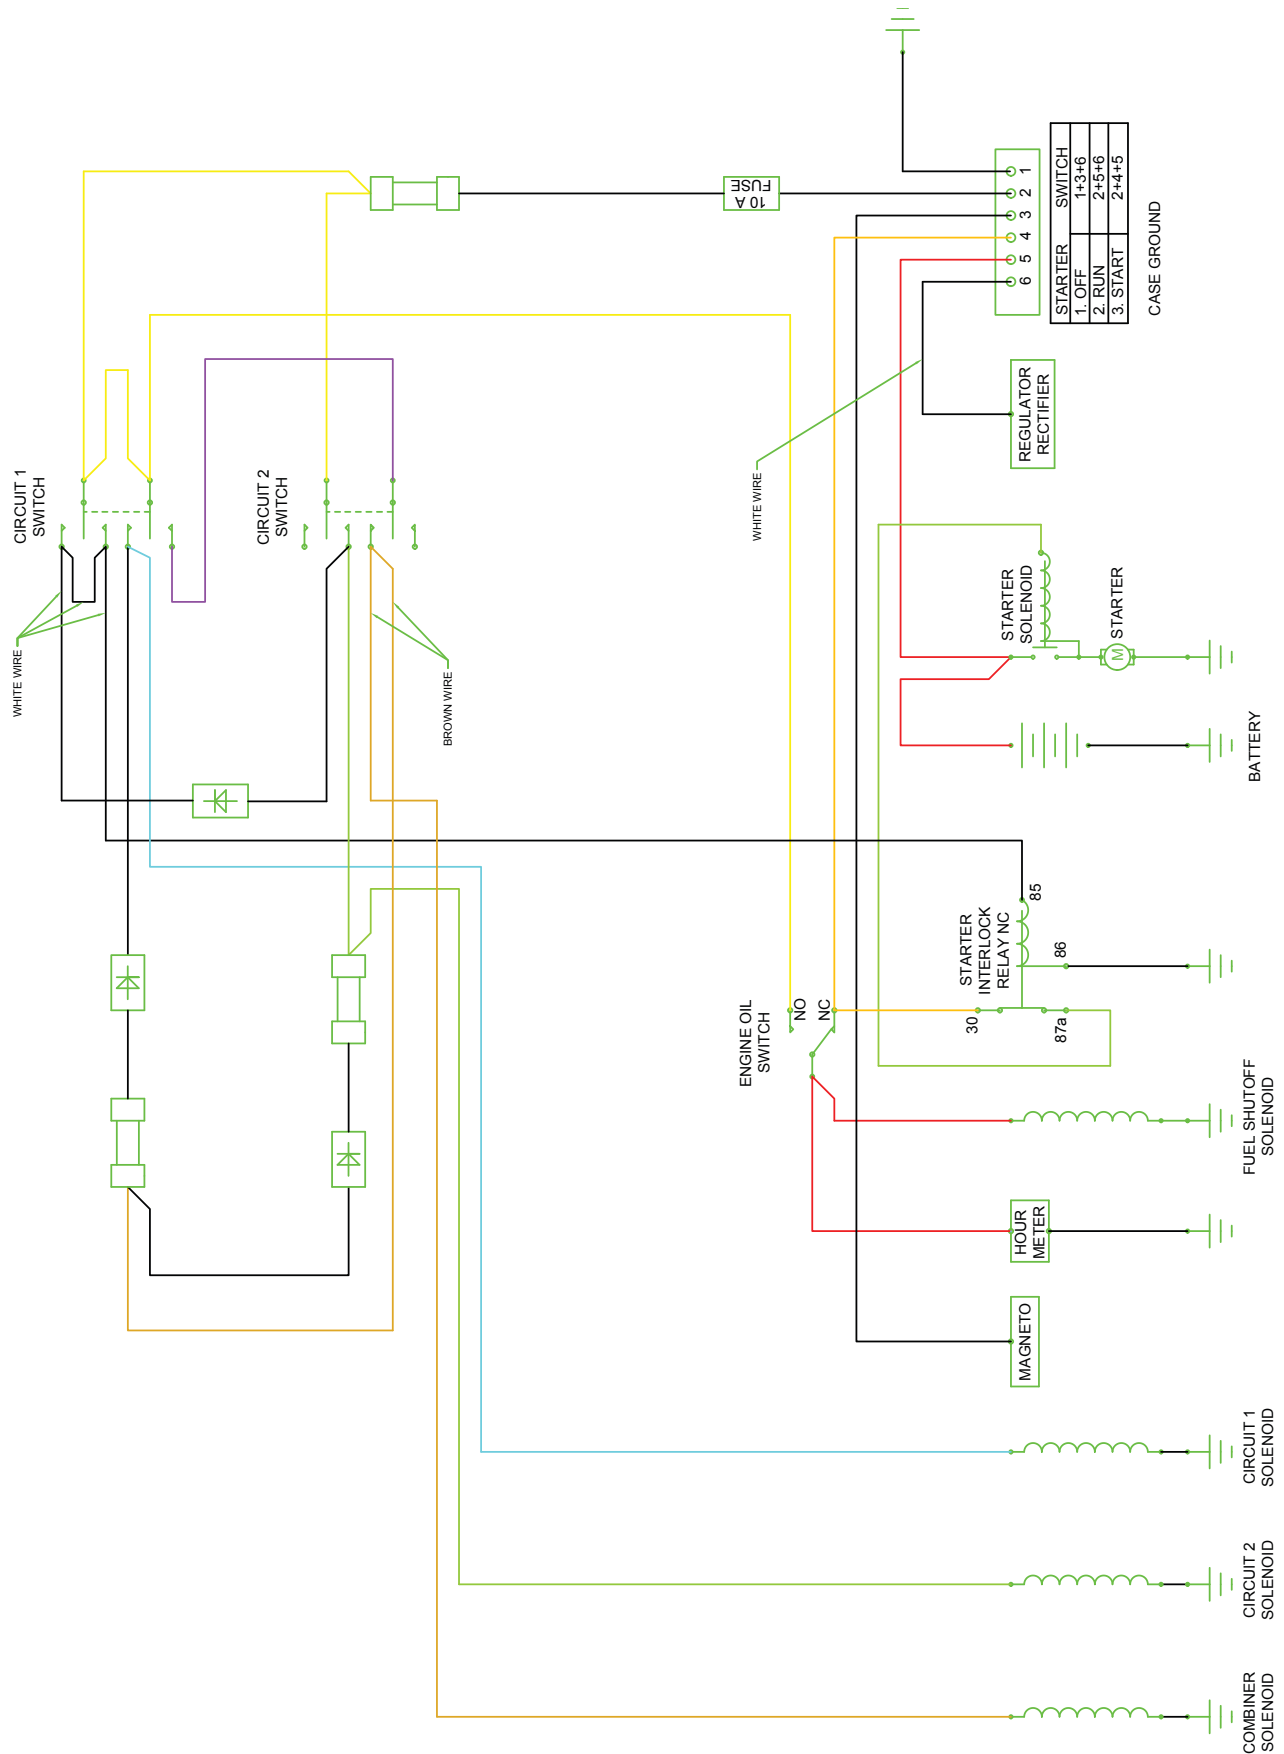 CIRCUIT 1
SWITCH
WHITE WIRE
CIRCUIT 2
SWITCH
BROWN WIRE
10 A
FUSE
WHITE WIRE
1
2
3
4
5
6
STARTER SWITCH
1. OFF 1+3+6
2. RUN 2+5+6
3. START 2+4+5
CASE GROUND
REGULATOR
RECTIFIER
STARTER
SOLENOID
M
STARTER
BATTERY
STARTER
INTERLOCK
RELAY NC
85
86
30
87a
ENGINE OIL
SWITCH
NO
NC
FUEL SHUTOFF
SOLENOID
HOUR
METER
MAGNETO
CIRCUIT 1
SOLENOID
CIRCUIT 2
SOLENOID
COMBINER
SOLENOID